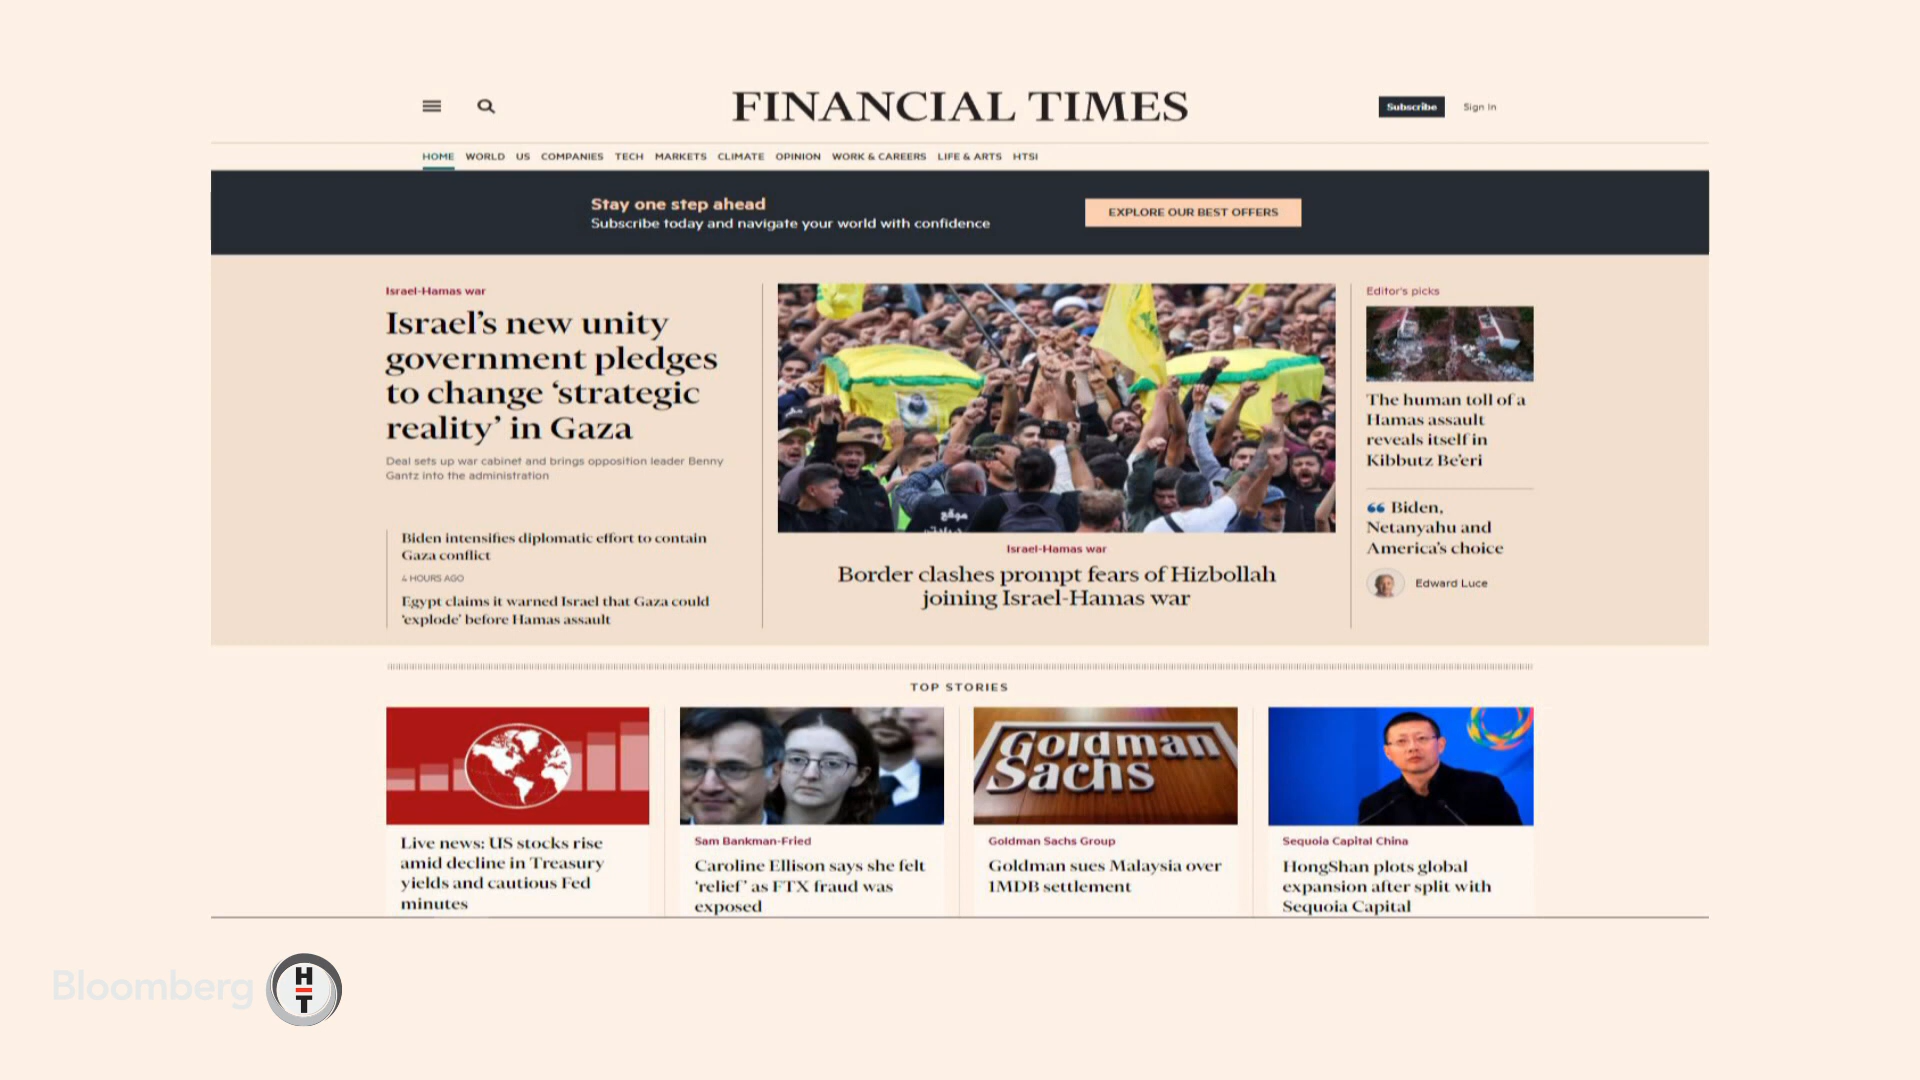 FINANCIAL TIMES
Subscribe
Sign In
HOME WORLD US COMPANIES TECH MARKETS CLIMATE OPINION WORK & CAREERS LIFE & ARTS HTSI
Stay one step ahead
Subscribe today and navigate your world with confidence
EXPLORE OUR BEST OFFERS
Israel-Hamas war
Israel's new unity
government pledges
to change 'strategic
reality' in Gaza
Deal sets up war cabinet and brings opposition leader Benny
Gantz into the administration
Biden intensifies diplomatic effort to contain
Gaza conflict
4 HOURS AGO
Egypt claims it warned Israel that Gaza could
'explode' before Hamas assault
موقع
Israel-Hamas war
Border clashes prompt fears of Hizbollah
joining Israel-Hamas war
Editor's picks
The human toll of a
Hamas assault
reveals itself in
Kibbutz Be'eri
“ Biden,
Netanyahu and
America's choice
Edward Luce
TOP STORIES
Live news: US stocks rise
amid decline in Treasury
yields and cautious Fed
minutes
Sam Bankman-Fried
Caroline Ellison says she felt
'relief' as FTX fraud was
exposed
Goldman
Sachs
Goldman Sachs Group
Goldman sues Malaysia over
1MDB settlement
Sequoia Capital China
HongShan plots global
expansion after split with
Sequoia Capital
Bloomberg
HT